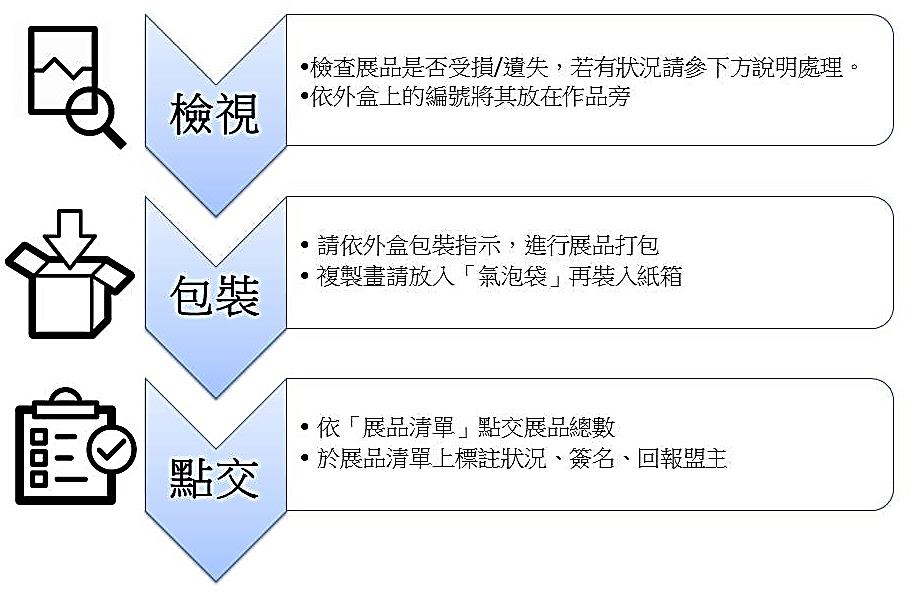 檢視
•檢查展品是否受損/遺失，若有狀況請參下方說明處理。
•依外盒上的編號將其放在作品旁
包裝
• 請依外盒包裝指示，進行展品打包
• 複製畫請放入「氣泡袋」再裝入紙箱
點交
• 依「展品清單」點交展品總數
• 於展品清單上標註狀況、簽名、回報盟主